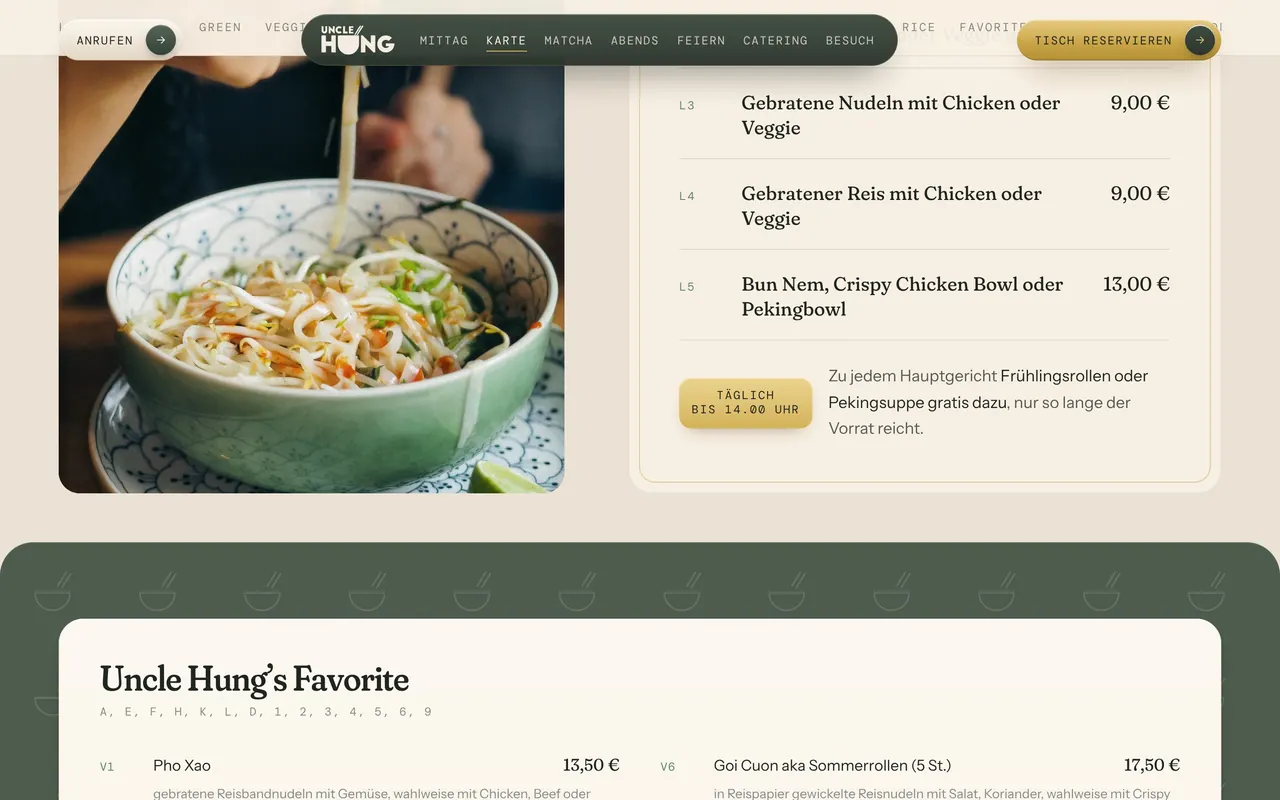 ANRUFEN →
GREEN
UNCLE HUNG
MITTAG KARTE MATCHA ABENDS FEIERN CATERING BESUCH
RICE
TISCH RESERVIEREN →
L3 Gebratene Nudeln mit Chicken oder 9,00 €
Veggie
L4 Gebratener Reis mit Chicken oder 9,00 €
Veggie
L5 Bun Nem, Crispy Chicken Bowl oder 13,00 €
Pekingbowl
TÄGLICH
BIS 14.00 UHR
Zu jedem Hauptgericht Frühlingsrollen oder
Pekingsuppe gratis dazu, nur so lange der
Vorrat reicht.
Uncle Hung’s Favorite
A, E, F, H, K, L, D, 1, 2, 3, 4, 5, 6, 9
V1 Pho Xao 13,50 €
gebratene Reisbandnudeln mit Gemüse, wahlweise mit Chicken, Beef oder
V6 Goi Cuon aka Sommerrollen (5 St.) 17,50 €
in Reispapier gewickelte Reisnudeln mit Salat, Koriander, wahlweise mit Crispy